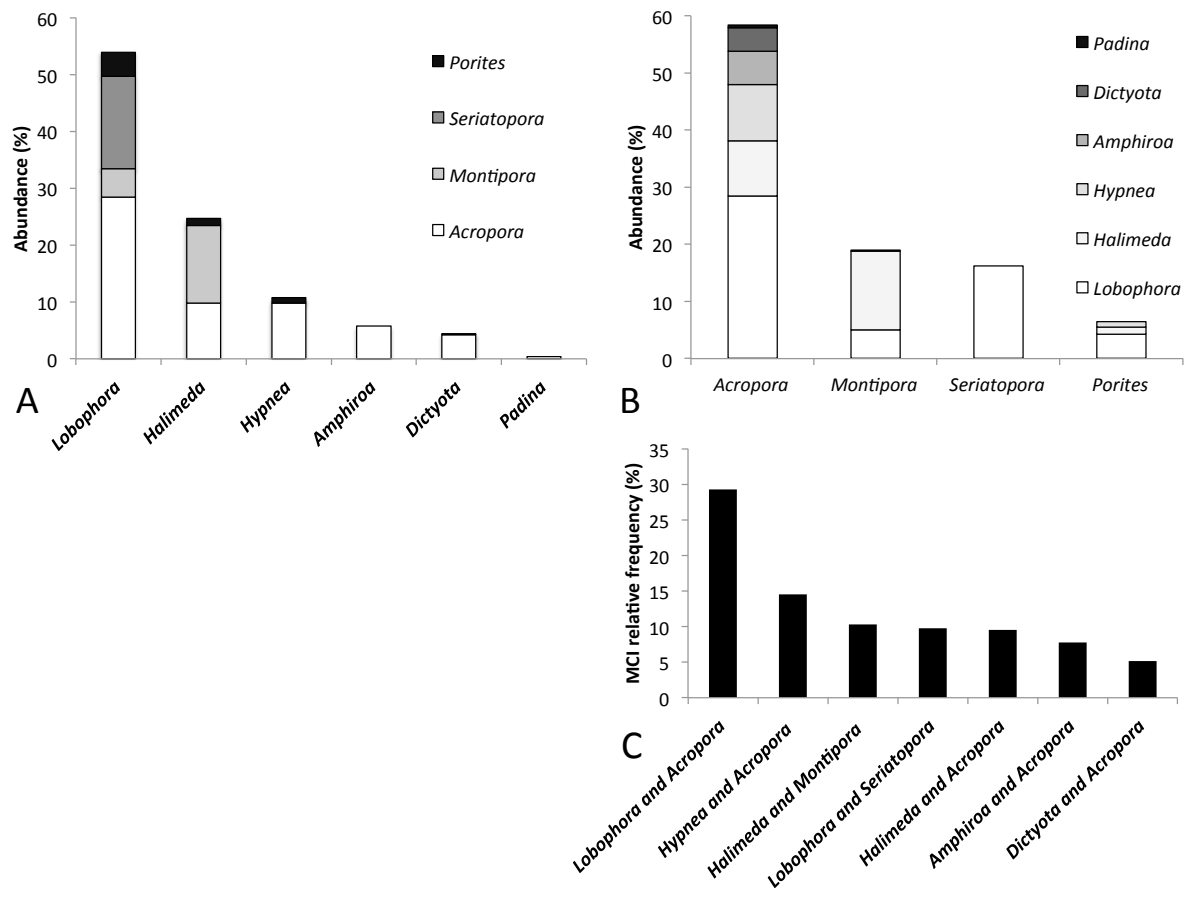 60
50
40
30
20
10
0
Abundance (%)
Porites
Seriatopora
Montipora
Acropora
Lobophora
Halimeda
Hypnea
Amphiroa
Dictyota
Padina
A
60
50
40
30
20
10
0
Abundance (%)
Padina
Dictyota
Amphiroa
Hypnea
Halimeda
Lobophora
Acropora
Montipora
Seriatopora
Porites
B
35
30
25
20
15
10
5
0
MCI relative frequency (%)
Lobophora and Acropora
Hypnea and Acropora
Halimeda and Montipora
Lobophora and Seriatopora
Halimeda and Acropora
Amphiroa and Acropora
Dictyota and Acropora
C